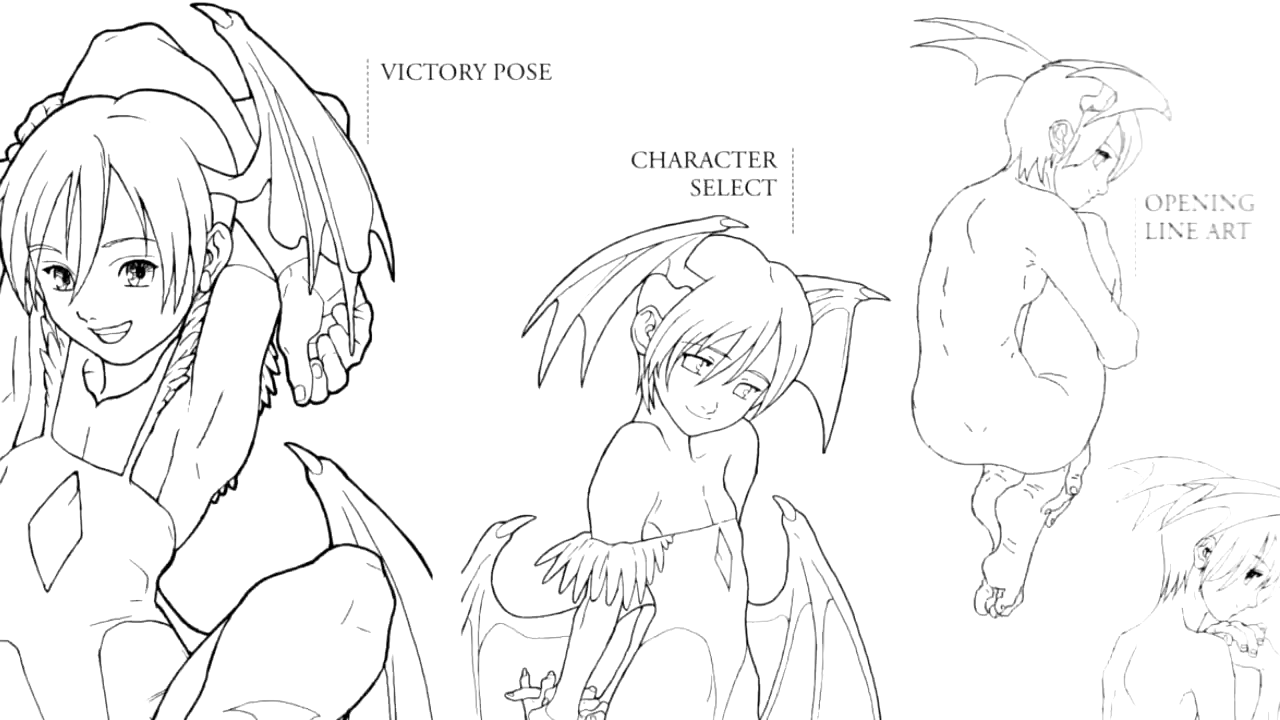 VICTORY POSE
CHARACTER
SELECT
OPENING
LINE ART